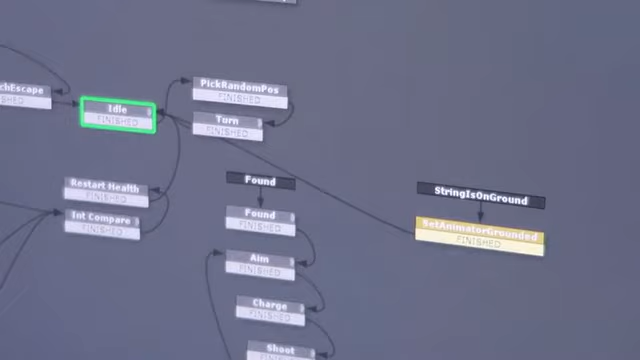 Idle
FINISHED
PickRandomPos
FINISHED
Turn
FINISHED
Restart Health
FINISHED
Int Compare
FINISHED
Found
Found
FINISHED
Aim
FINISHED
Charge
FINISHED
Shoot
FINISHED
StringIsOnGround
SetAnimatorGrounded
FINISHED